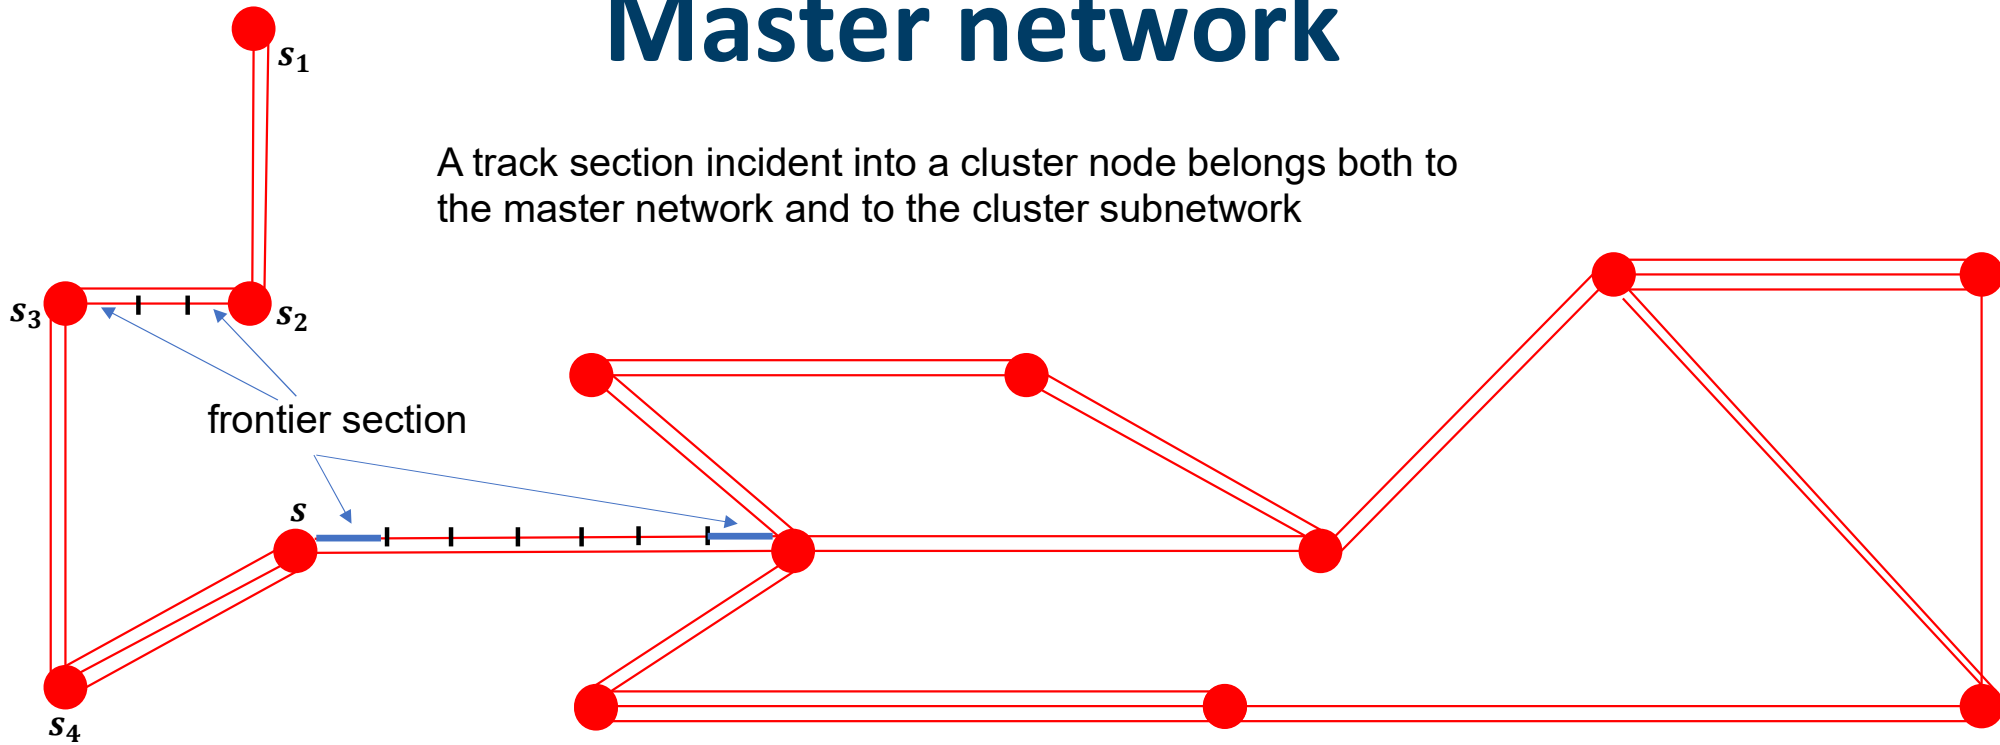 Master network
s₁
A track section incident into a cluster node belongs both to
the master network and to the cluster subnetwork
s₃
s₂
frontier section
s
s₄